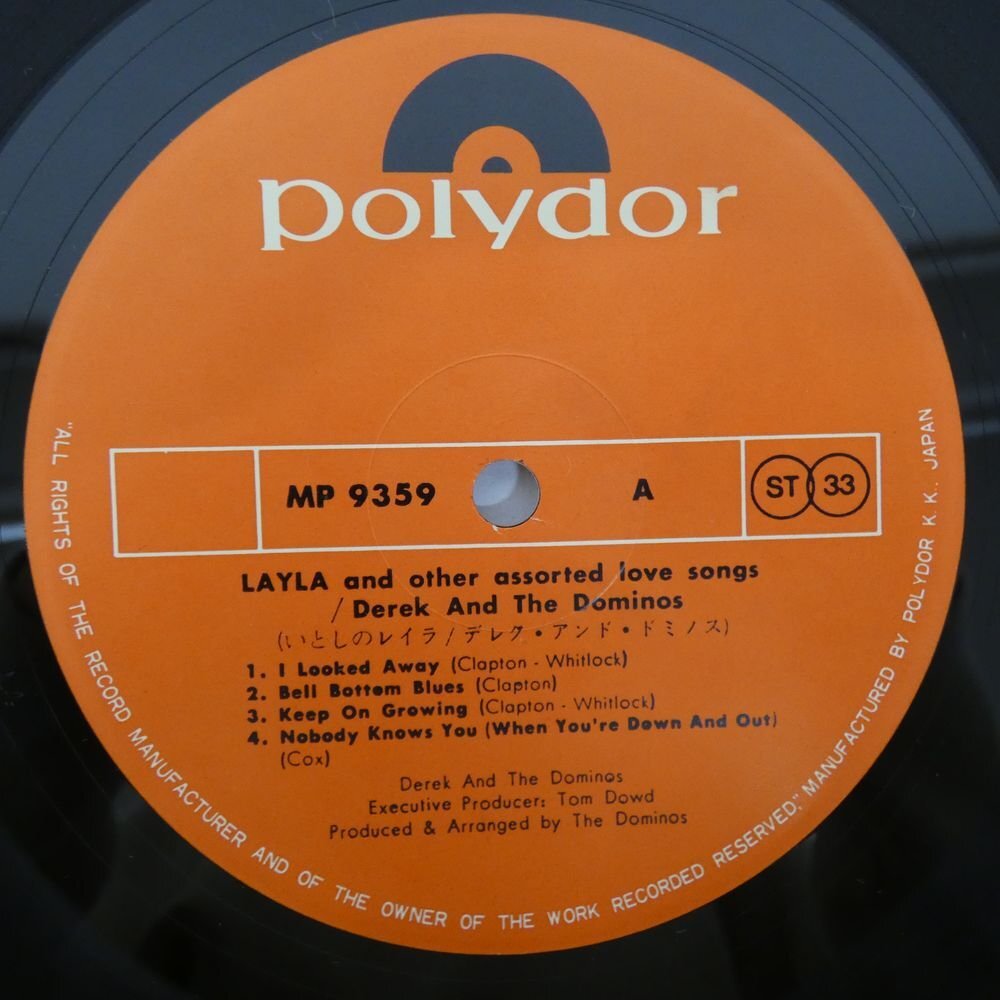 polydor
MP 9359
A
ST 33
LAYLA and other assorted love songs
/ Derek And The Dominos
(いとしのレイラ/デレク・アンド・ドミノス)
1. I Looked Away (Clapton - Whitlock)
2. Bell Bottom Blues (Clapton)
3. Keep On Growing (Clapton - Whitlock)
4. Nobody Knows You (When You're Down And Out)
(Cox)
Derek And The Dominos
Executive Producer: Tom Dowd
Produced & Arranged by The Dominos
"ALL RIGHTS OF THE RECORD MANUFACTURER AND OF THE OWNER OF THE WORK RECORDED RESERVED," MANUFACTURED BY POLYDOR K.K. JAPAN